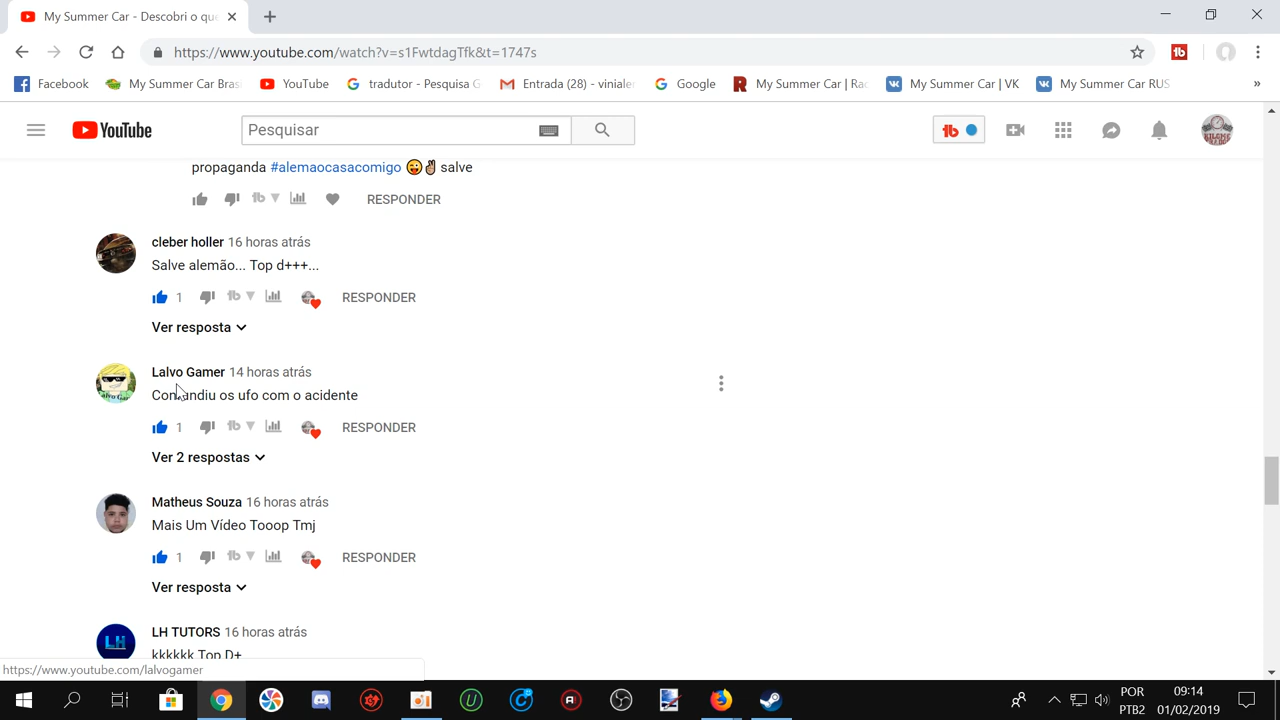 My Summer Car - Descobri o que
https://www.youtube.com/watch?v=s1FwtdagTfk&t=1747s
Facebook My Summer Car Bras YouTube tradutor - Pesquisa G Entrada (28) - viniale Google My Summer Car | Rac My Summer Car | VK My Summer Car RUS »
YouTube Pesquisar
propaganda #alemaocasacomigo 😜✌ salve
RESPONDER
cleber holler 16 horas atrás
Salve alemão... Top d+++...
1 RESPONDER
Ver resposta
Lalvo Gamer 14 horas atrás
Confundiu os ufo com o acidente
1 RESPONDER
Ver 2 respostas
Matheus Souza 16 horas atrás
Mais Um Vídeo Tooop Tmj
1 RESPONDER
Ver resposta
LH
LH TUTORS 16 horas atrás
kkkkkk Top D+
https://www.youtube.com/lalvogamer
POR 09:14
PTB2 01/02/2019